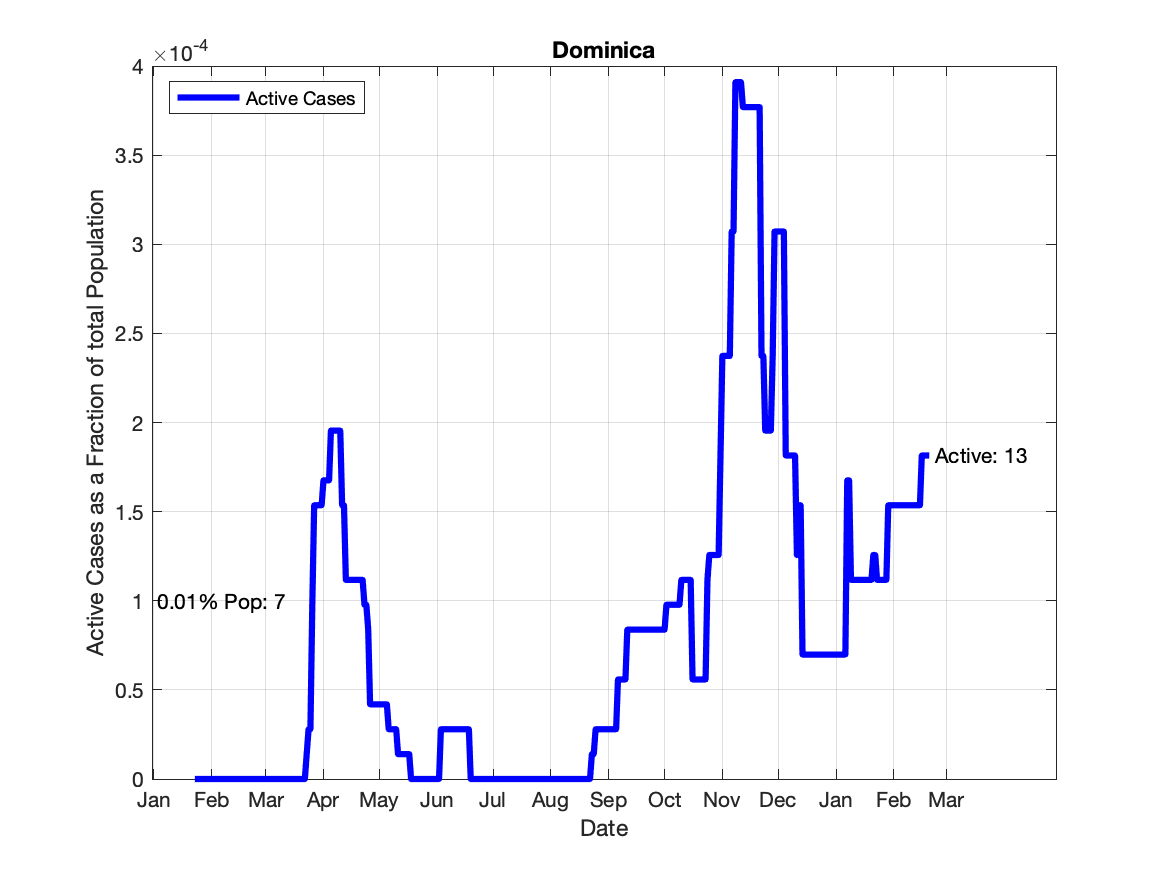 Dominica
×10-4
Active Cases
4
3.5
3
2.5
2
1.5
1
0.5
0
Active Cases as a Fraction of total Population
0.01% Pop: 7
Active: 13
Jan Feb Mar Apr May Jun Jul Aug Sep Oct Nov Dec Jan Feb Mar
Date